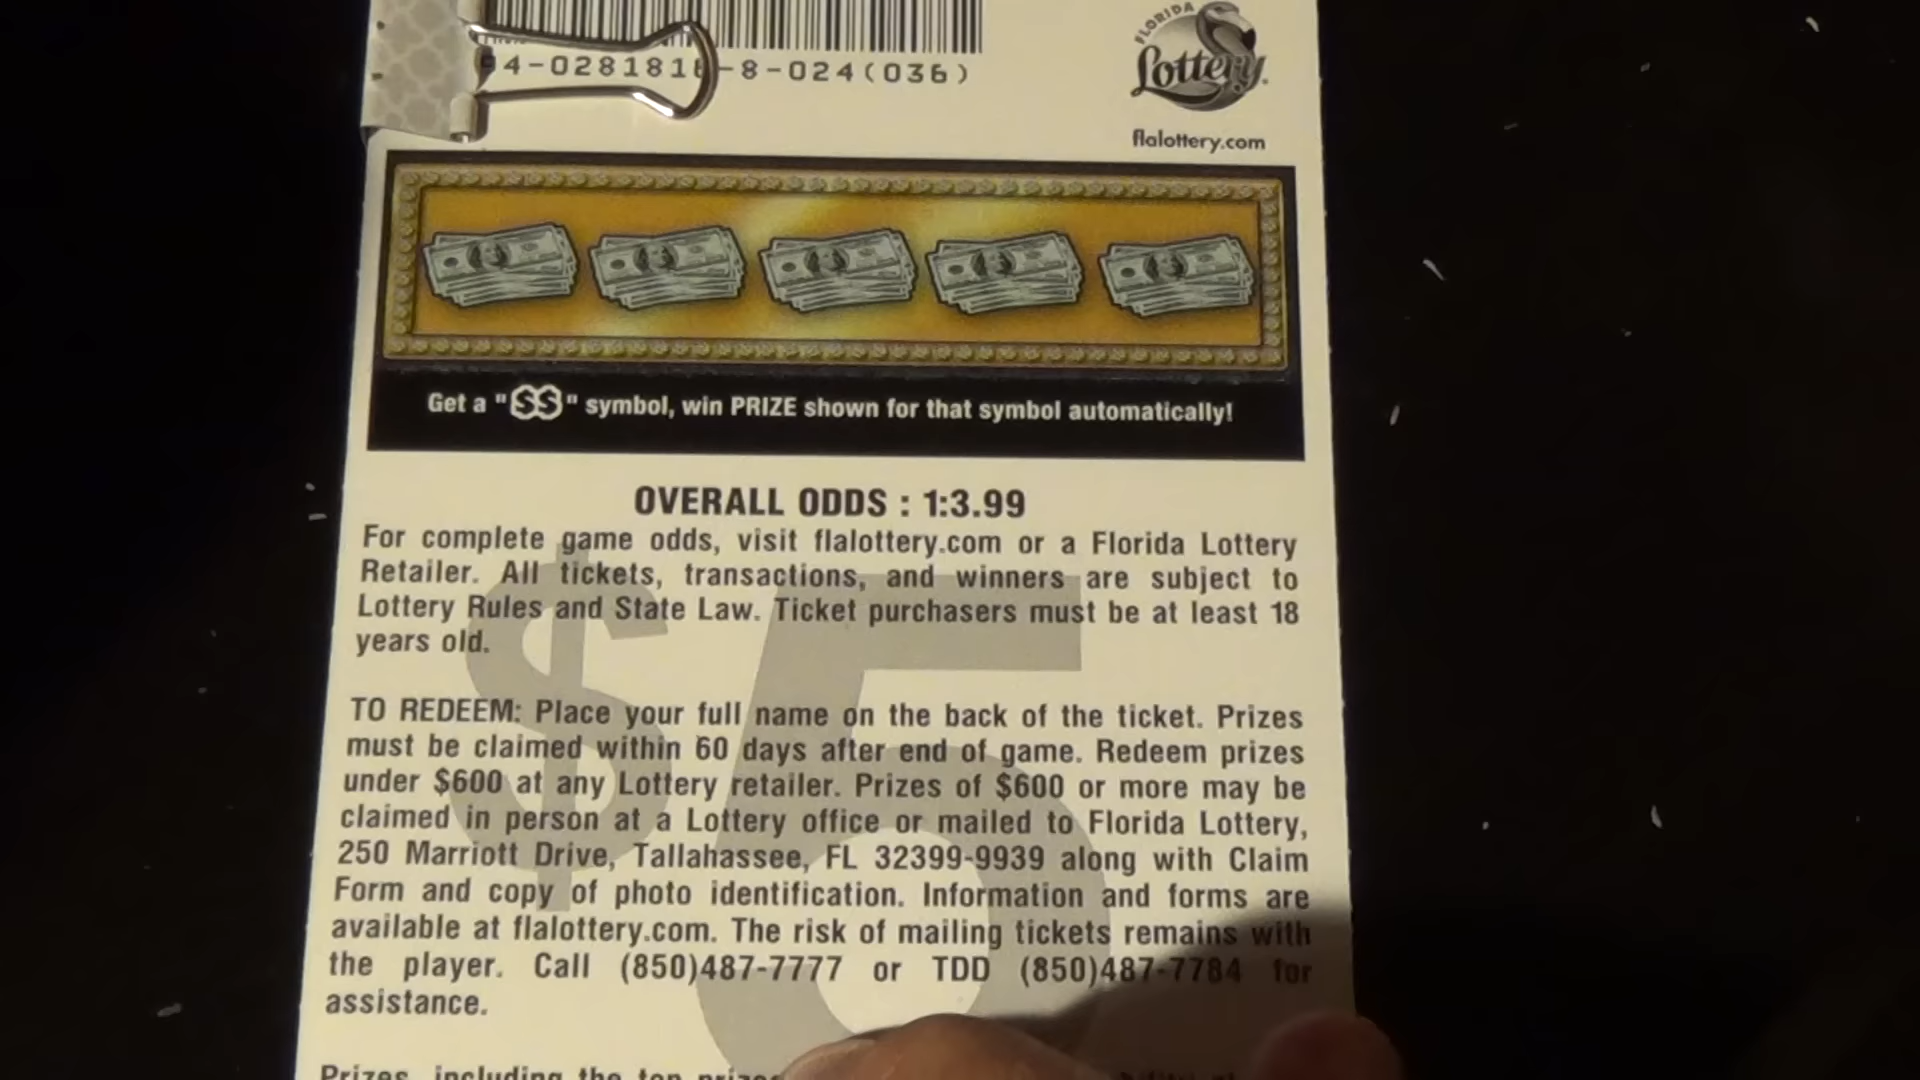 4-028181
-8-024(036)
FLORIDA
Lottery
flalottery.com
Get a "$$" symbol, win PRIZE shown for that symbol automatically!
OVERALL ODDS : 1:3.99
For complete game odds, visit flalottery.com or a Florida Lottery
Retailer. All tickets, transactions, and winners are subject to
Lottery Rules and State Law. Ticket purchasers must be at least 18
years old.
$5
TO REDEEM: Place your full name on the back of the ticket. Prizes
must be claimed within 60 days after end of game. Redeem prizes
under $600 at any Lottery retailer. Prizes of $600 or more may be
claimed in person at a Lottery office or mailed to Florida Lottery,
250 Marriott Drive, Tallahassee, FL 32399-9939 along with Claim
Form and copy of photo identification. Information and forms are
available at flalottery.com. The risk of mailing tickets remains with
the player. Call (850)487-7777 or TDD (850)487-7784 for
assistance.
Prizes, including the top